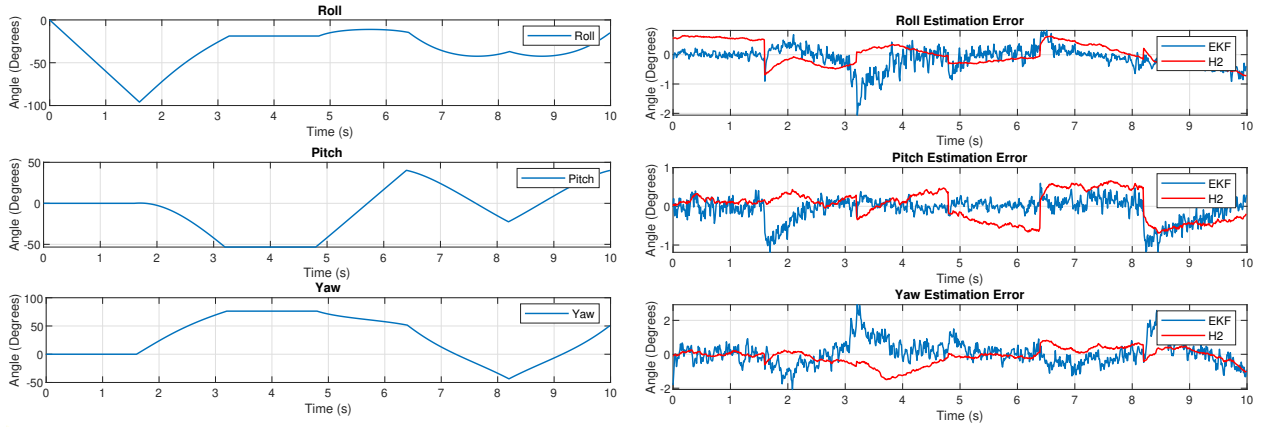 Roll
Angle (Degrees)
0
-50
-100
Roll
0 1 2 3 4 5 6 7 8 9 10
Time (s)
Pitch
Angle (Degrees)
50
0
-50
Pitch
0 1 2 3 4 5 6 7 8 9 10
Time (s)
Yaw
Angle (Degrees)
100
50
0
-50
Yaw
0 1 2 3 4 5 6 7 8 9 10
Time (s)
Roll Estimation Error
Angle (Degrees)
0
-1
-2
EKF
H2
0 1 2 3 4 5 6 7 8 9 10
Time (s)
Pitch Estimation Error
Angle (Degrees)
1
0
-1
EKF
H2
0 1 2 3 4 5 6 7 8 9 10
Time (s)
Yaw Estimation Error
Angle (Degrees)
2
0
-2
EKF
H2
0 1 2 3 4 5 6 7 8 9 10
Time (s)